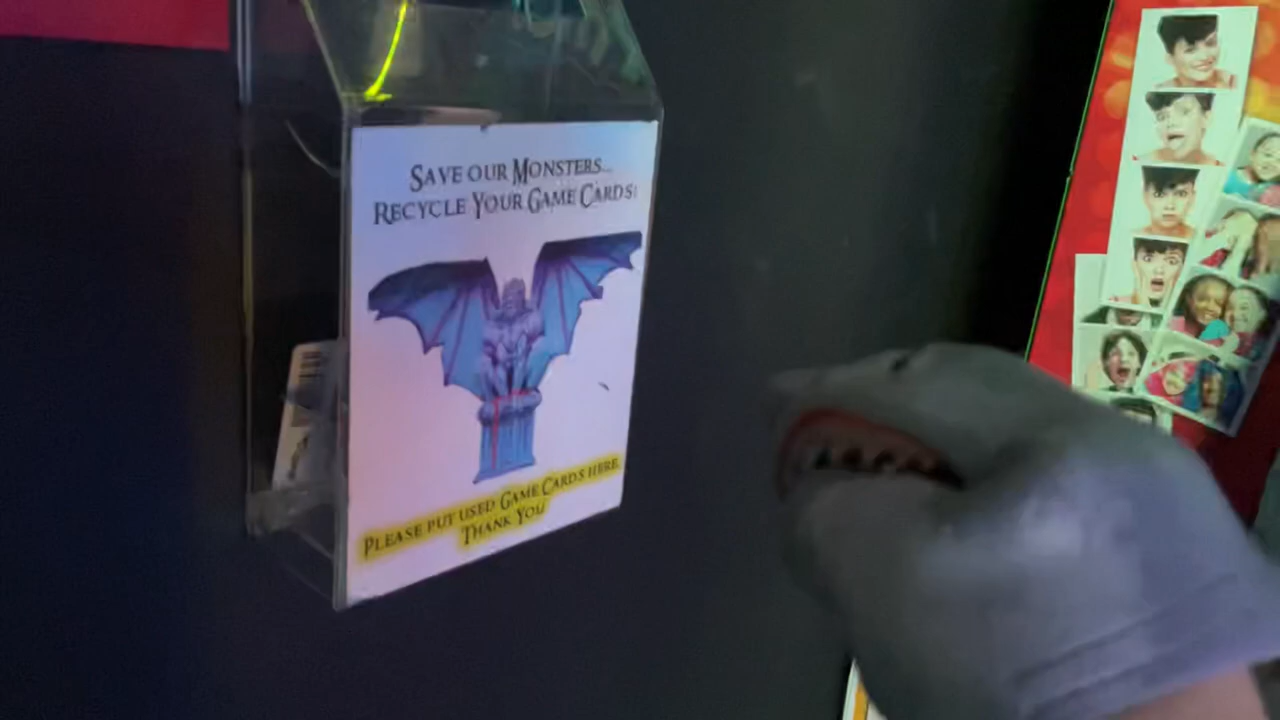 SAVE OUR MONSTERS...
RECYCLE YOUR GAME CARDS!
PLEASE PUT USED GAME CARDS HERE.
THANK YOU